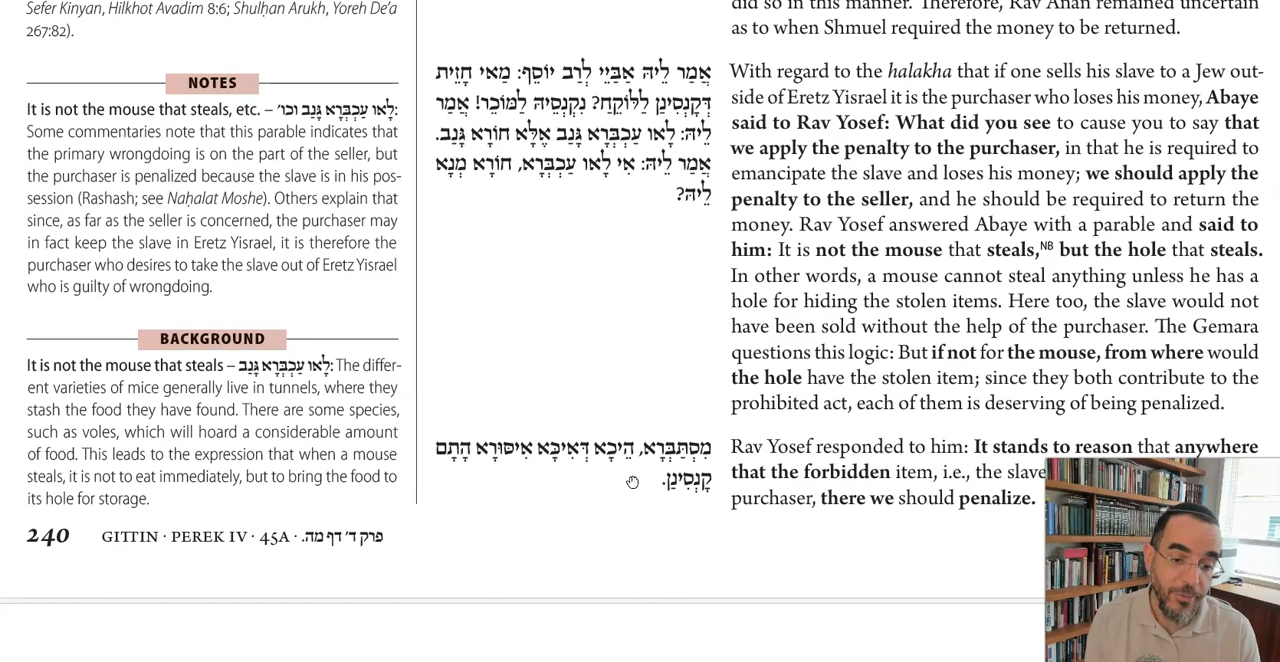 Sefer Kinyan, Hilkhot Avadim 8:6; Shulḥan Arukh, Yoreh De'a
267:82).
NOTES
It is not the mouse that steals, etc. – לָאו עַכְבְּרָא גָּנַב וכו׳:
Some commentaries note that this parable indicates that
the primary wrongdoing is on the part of the seller, but
the purchaser is penalized because the slave is in his pos-
session (Rashash; see Naḥalat Moshe). Others explain that
since, as far as the seller is concerned, the purchaser may
in fact keep the slave in Eretz Yisrael, it is therefore the
purchaser who desires to take the slave out of Eretz Yisrael
who is guilty of wrongdoing.
BACKGROUND
It is not the mouse that steals – לָאו עַכְבְּרָא גָּנַב: The differ-
ent varieties of mice generally live in tunnels, where they
stash the food they have found. There are some species,
such as voles, which will hoard a considerable amount
of food. This leads to the expression that when a mouse
steals, it is not to eat immediately, but to bring the food to
its hole for storage.
240 GITTIN · PEREK IV · 45A · פרק ד׳ דף מה.
אֲמַר לֵיהּ אַבַּיֵי לְרַב יוֹסֵף: מַאי חָזֵית
דְּקָנְסִינַן לַלּוֹקֵחַ? נִקְנְסֵיהּ לַמּוֹכֵר! אֲמַר
לֵיהּ: לָאו עַכְבְּרָא גָּנַב אֶלָּא חוֹרָא גָּנַב.
אֲמַר לֵיהּ: אִי לָאו עַכְבְּרָא, חוֹרָא מְנָא
לֵיהּ?
מִסְתַּבְּרָא, הֵיכָא דְּאִיכָּא אִיסּוּרָא הָתָם
קָנְסִינַן.
did so in this manner. Therefore, Rav Anan remained uncertain
as to when Shmuel required the money to be returned.
With regard to the halakha that if one sells his slave to a Jew out-
side of Eretz Yisrael it is the purchaser who loses his money, Abaye
said to Rav Yosef: What did you see to cause you to say that
we apply the penalty to the purchaser, in that he is required to
emancipate the slave and loses his money; we should apply the
penalty to the seller, and he should be required to return the
money. Rav Yosef answered Abaye with a parable and said to
him: It is not the mouse that steals,NB but the hole that steals.
In other words, a mouse cannot steal anything unless he has a
hole for hiding the stolen items. Here too, the slave would not
have been sold without the help of the purchaser. The Gemara
questions this logic: But if not for the mouse, from where would
the hole have the stolen item; since they both contribute to the
prohibited act, each of them is deserving of being penalized.
Rav Yosef responded to him: It stands to reason that anywhere
that the forbidden item, i.e., the slave
purchaser, there we should penalize.